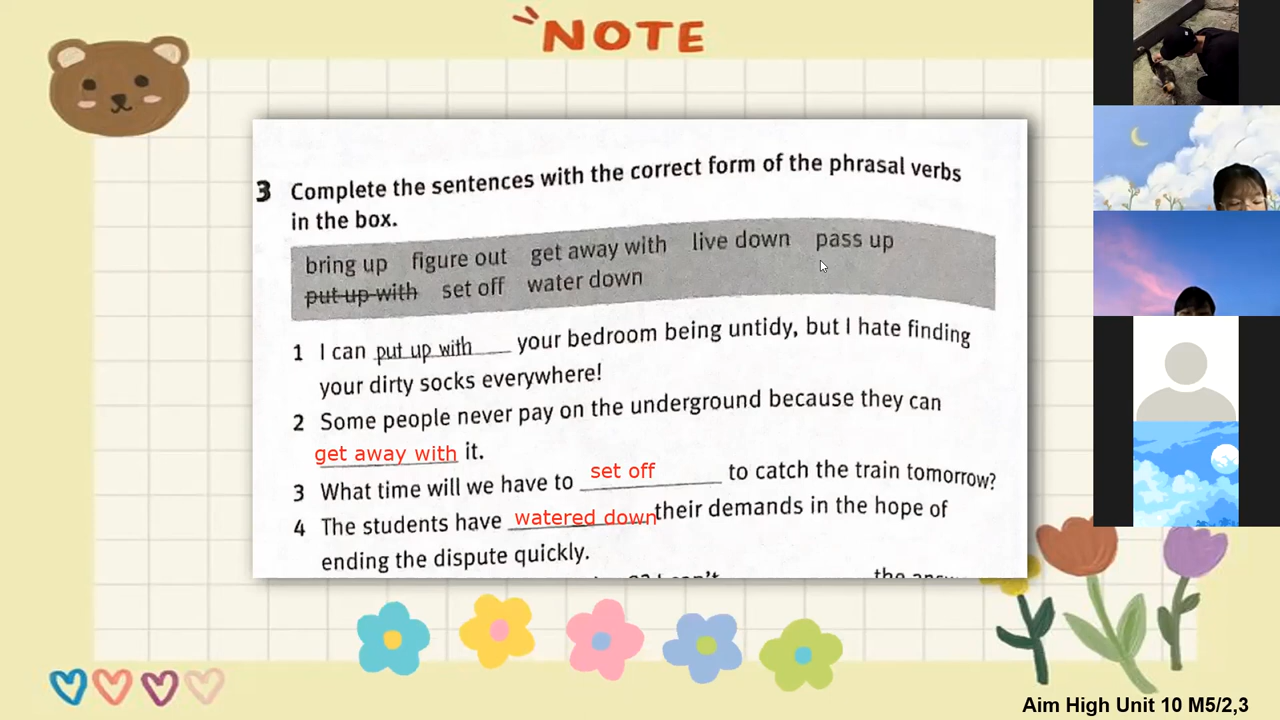 NOTE
3 Complete the sentences with the correct form of the phrasal verbs
in the box.
bring up figure out get away with live down pass up
put up with set off water down
1 I can put up with your bedroom being untidy, but I hate finding
your dirty socks everywhere!
2 Some people never pay on the underground because they can
get away with it.
3 What time will we have to set off to catch the train tomorrow?
4 The students have watered down their demands in the hope of
ending the dispute quickly.
Aim High Unit 10 M5/2,3